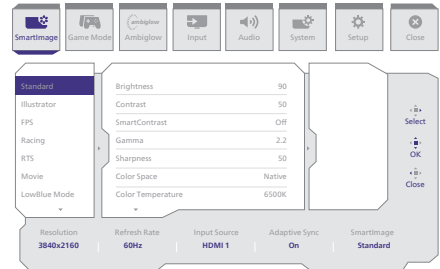 SmartImage
Game Mode
ambiglow
Ambiglow
Input
Audio
System
Setup
Close
Standard
Illustrator
FPS
Racing
RTS
Movie
LowBlue Mode
Brightness 90
Contrast 50
SmartContrast Off
Gamma 2.2
Sharpness 50
Color Space Native
Color Temperature 6500K
Select
OK
Close
Resolution Refresh Rate Input Source Adaptive Sync SmartImage
3840x2160 60Hz HDMI 1 On Standard